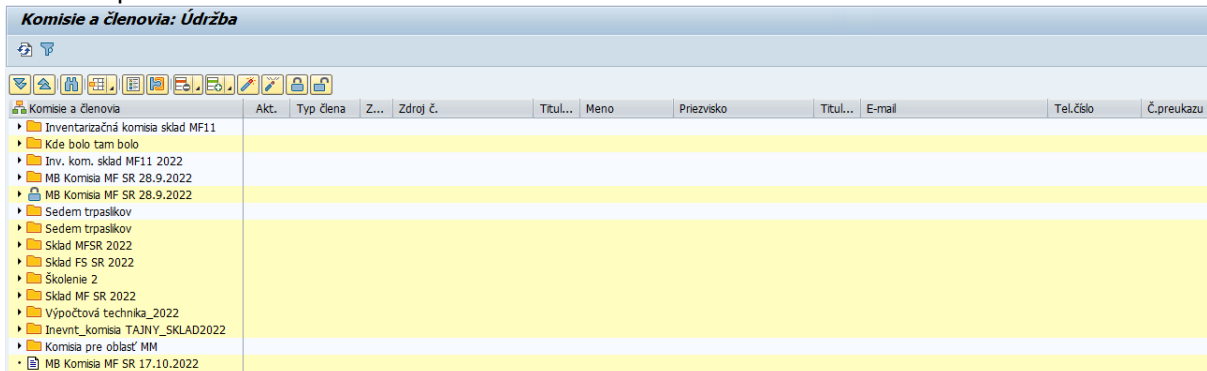 Komisie a členovia: Údržba
Komisie a členovia Akt. Typ člena Z... Zdroj č. Titul... Meno Priezvisko Titul... E-mail Tel.číslo Č.preukazu
Inventarizačná komisia sklad MF11
Kde bolo tam bolo
Inv. kom. sklad MF11 2022
MB Komisia MF SR 28.9.2022
MB Komisia MF SR 28.9.2022
Sedem trpaslikov
Sedem trpaslikov
Sklad MFSR 2022
Sklad FS SR 2022
Školenie 2
Sklad MF SR 2022
Výpočtová technika_2022
Inevnt_komisia TAJNY_SKLAD2022
Komisia pre oblasť MM
MB Komisia MF SR 17.10.2022